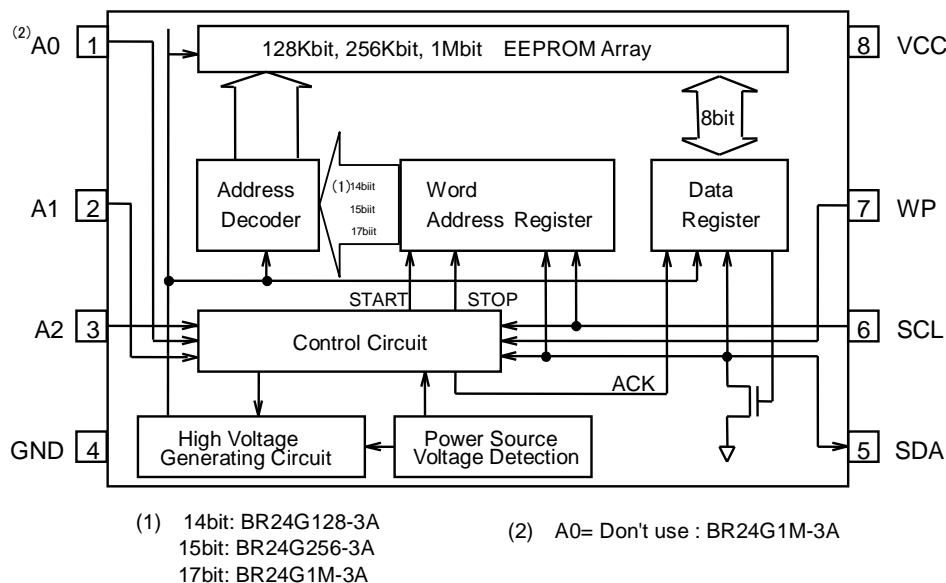 (2) A0
1
128Kbit, 256Kbit, 1Mbit EEPROM Array
8
VCC
8bit
A1
2
Address
Decoder
(1) 14biit
15biit
17biit
Word
Address Register
Data
Register
7
WP
START
STOP
A2
3
Control Circuit
6
SCL
ACK
GND
4
High Voltage
Generating Circuit
Power Source
Voltage Detection
5
SDA
(1) 14bit: BR24G128-3A
15bit: BR24G256-3A
17bit: BR24G1M-3A
(2) A0= Don't use : BR24G1M-3A